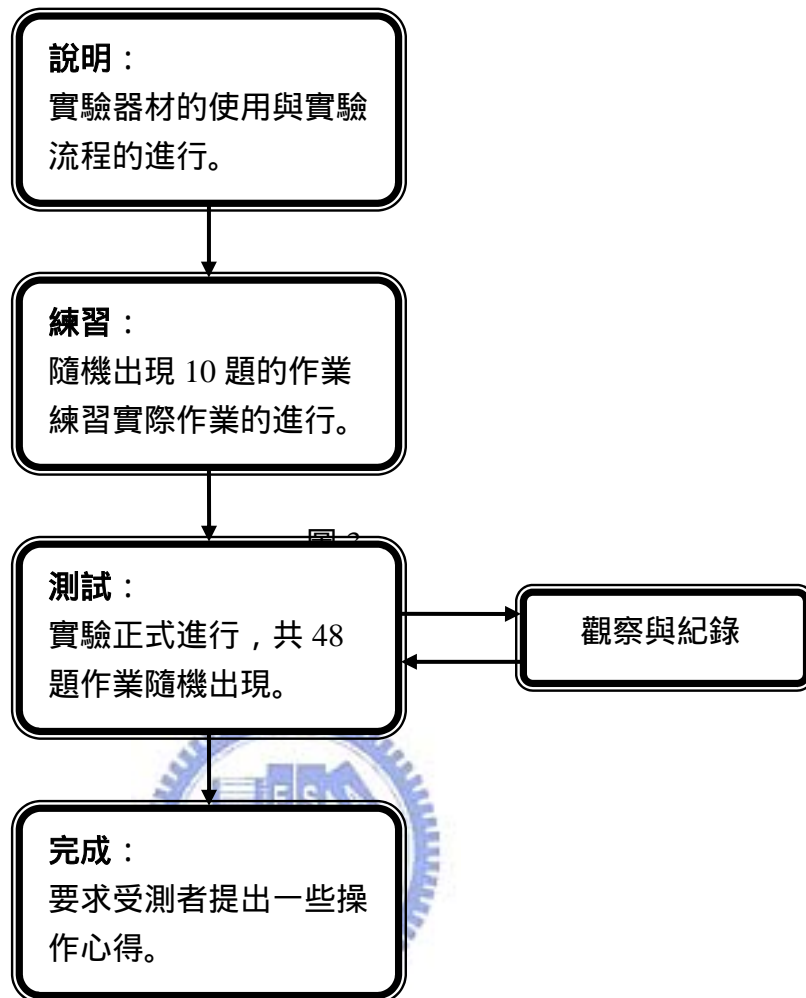 說明：
實驗器材的使用與實驗
流程的進行。
練習：
隨機出現 10 題的作業
練習實際作業的進行。
測試：
實驗正式進行，共 48
題作業隨機出現。
觀察與紀錄
完成：
要求受測者提出一些操
作心得。